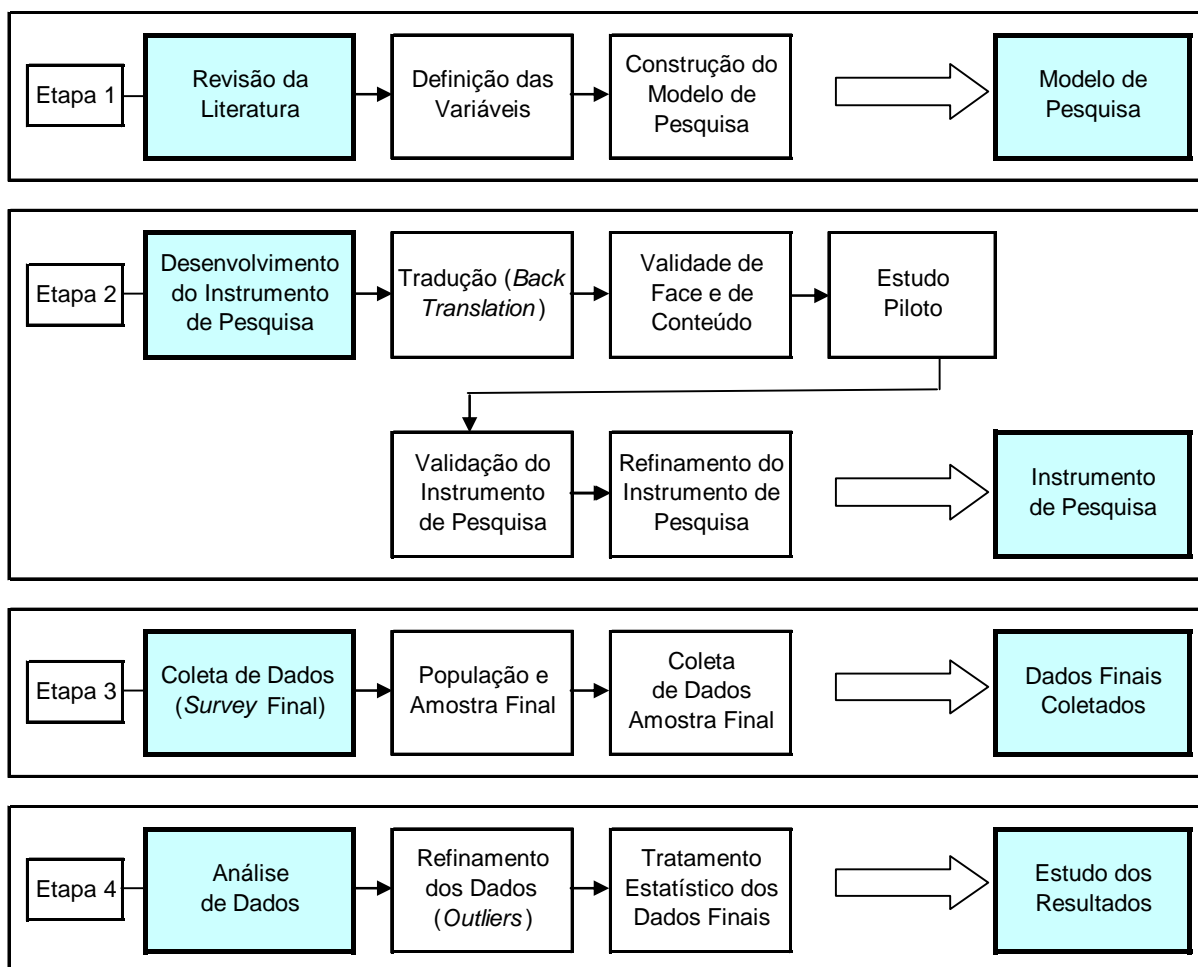 Etapa 1
Revisão da
Literatura
Definição das
Variáveis
Construção do
Modelo de
Pesquisa
Modelo de
Pesquisa
Etapa 2
Desenvolvimento
do Instrumento
de Pesquisa
Tradução (Back
Translation)
Validade de
Face e de
Conteúdo
Estudo
Piloto
Validação do
Instrumento
de Pesquisa
Refinamento do
Instrumento de
Pesquisa
Instrumento
de Pesquisa
Etapa 3
Coleta de Dados
(Survey Final)
População e
Amostra Final
Coleta
de Dados
Amostra Final
Dados Finais
Coletados
Etapa 4
Análise
de Dados
Refinamento
dos Dados
(Outliers)
Tratamento
Estatístico dos
Dados Finais
Estudo dos
Resultados